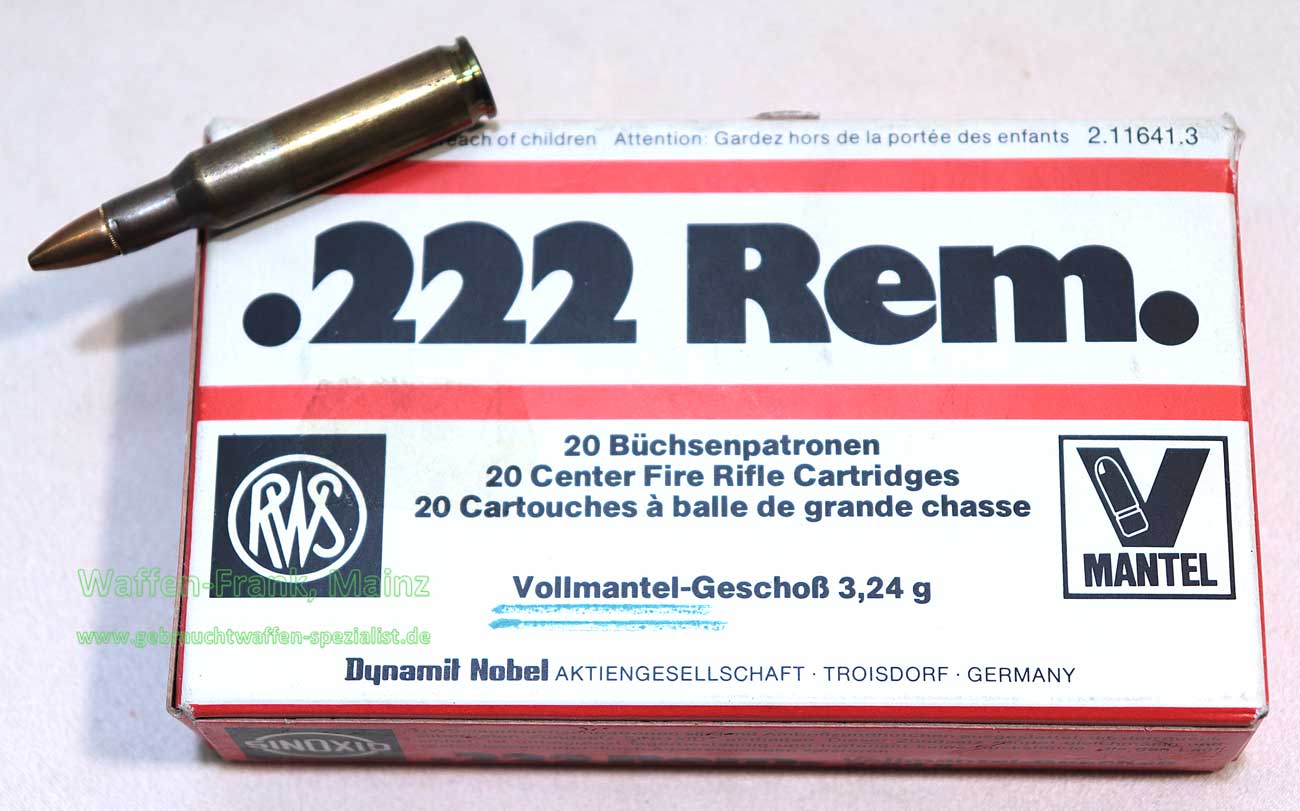 each of children Attention: Gardez hors de la portée des enfants 2.11641.3
.222 Rem.
RWS
20 Büchsenpatronen
20 Center Fire Rifle Cartridges
20 Cartouches à balle de grande chasse
V
MANTEL
Vollmantel-Geschoß 3,24 g
Waffen-Frank, Mainz
www.gebrauchtwaffen-spezialist.de
Dynamit Nobel AKTIENGESELLSCHAFT · TROISDORF · GERMANY
SINOXID